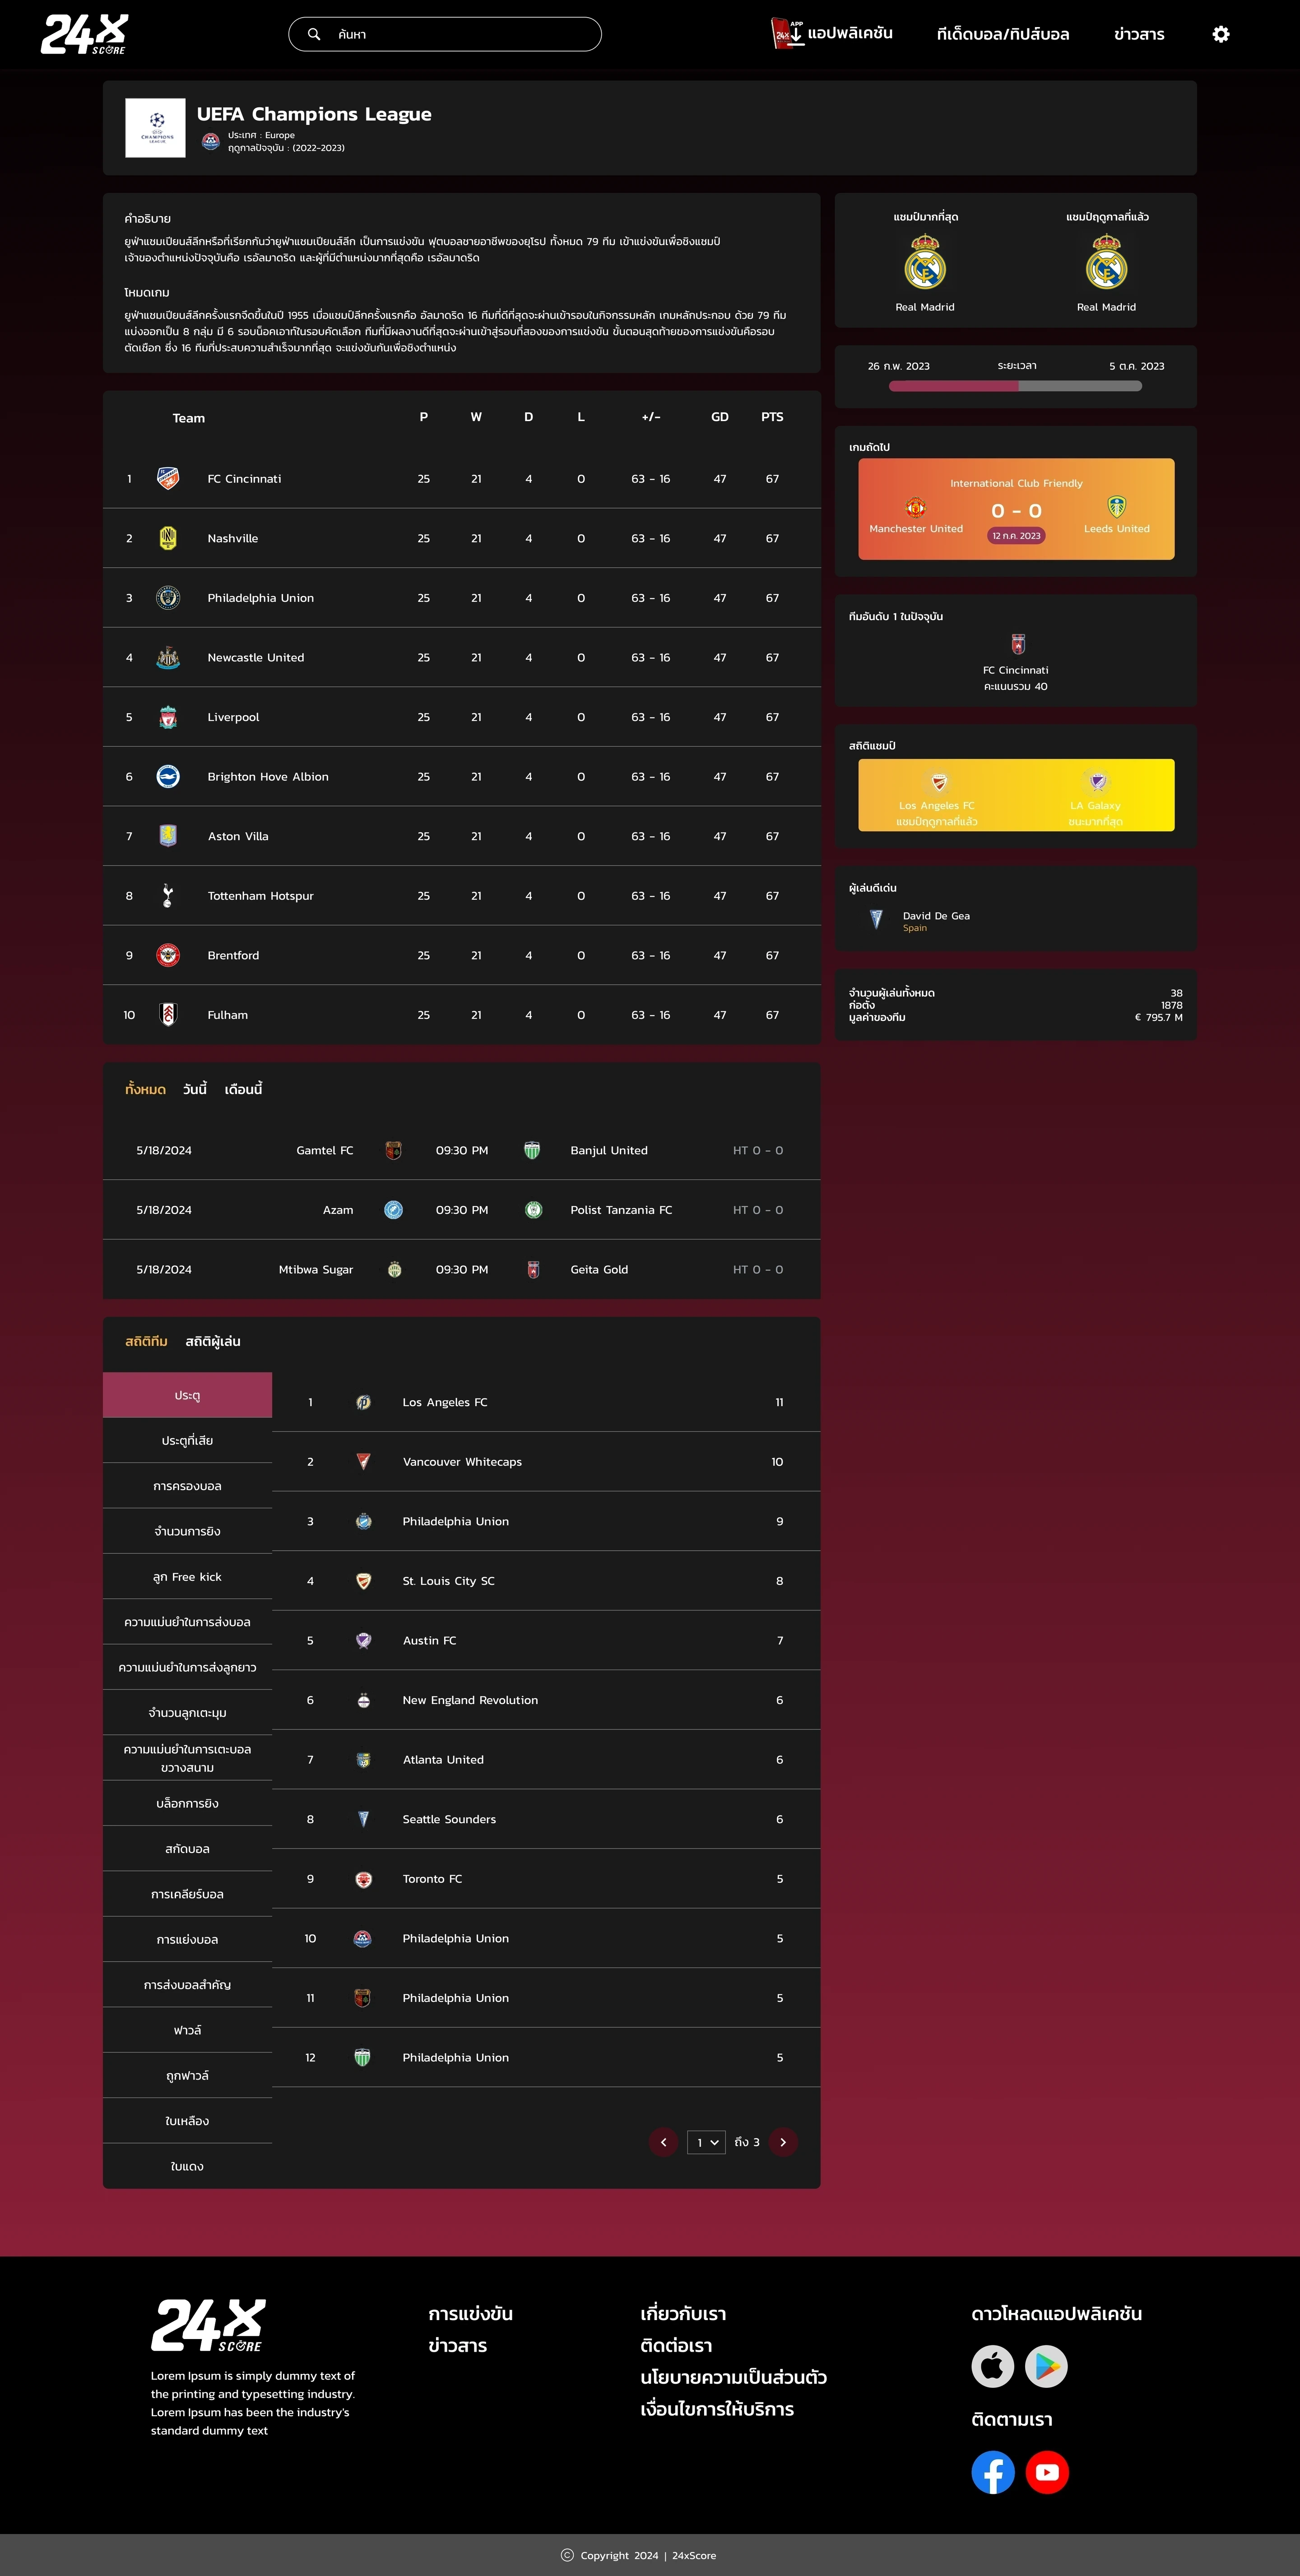 24X
SCORE
ค้นหา
APP
24X
แอปพลิเคชัน
ทีเด็ดบอล/ทิปส์บอล
ข่าวสาร
CHAMPIONS
LEAGUE
UEFA Champions League
ประเทศ : Europe
ฤดูกาลปัจจุบัน : (2022-2023)
คำอธิบาย
ยูฟ่าแชมเปียนส์ลีกหรือที่เรียกกันว่ายูฟ่าแชมเปียนส์ลีก เป็นการแข่งขัน ฟุตบอลชายอาชีพของยุโรป ทั้งหมด 79 ทีม เข้าแข่งขันเพื่อชิงแชมป์
เจ้าของตำแหน่งปัจจุบันคือ เรอัลมาดริด และผู้ที่มีตำแหน่งมากที่สุดคือ เรอัลมาดริด
โหมดเกม
ยูฟ่าแชมเปียนส์ลีกครั้งแรกจึดขึ้นในปี 1955 เมื่อแชมป์ลีกครั้งแรกคือ อัลมาดริด 16 ทีมที่ดีที่สุดจะผ่านเข้ารอบในกิจกรรมหลัก เกมหลักประกอบ ด้วย 79 ทีม
แบ่งออกเป็น 8 กลุ่ม มี 6 รอบน็อคเอาท์ในรอบคัดเลือก ทีมที่มีผลงานดีที่สุดจะผ่านเข้าสู่รอบที่สองของการแข่งขัน ขั้นตอนสุดท้ายของการแข่งขันคือรอบ
ตัดเชือก ซึ่ง 16 ทีมที่ประสบความสำเร็จมากที่สุด จะแข่งขันกันเพื่อชิงตำแหน่ง
แชมป์มากที่สุด
แชมป์ฤดูกาลที่แล้ว
Real Madrid
Real Madrid
26 ก.พ. 2023
ระยะเวลา
5 ต.ค. 2023
เกมถัดไป
International Club Friendly
0 - 0
Manchester United
Leeds United
12 ก.ค. 2023
ทีมอันดับ 1 ในปัจจุบัน
FC Cincinnati
คะแนนรวม 40
สถิติแชมป์
Los Angeles FC
แชมป์ฤดูกาลที่แล้ว
LA Galaxy
ชนะมากที่สุด
ผู้เล่นดีเด่น
David De Gea
Spain
จำนวนผู้เล่นทั้งหมด 38
ก่อตั้ง 1878
มูลค่าของทีม € 795.7 M
Team P W D L +/- GD PTS
1 FC Cincinnati 25 21 4 0 63 - 16 47 67
2 Nashville 25 21 4 0 63 - 16 47 67
3 Philadelphia Union 25 21 4 0 63 - 16 47 67
4 Newcastle United 25 21 4 0 63 - 16 47 67
5 Liverpool 25 21 4 0 63 - 16 47 67
6 Brighton Hove Albion 25 21 4 0 63 - 16 47 67
7 Aston Villa 25 21 4 0 63 - 16 47 67
8 Tottenham Hotspur 25 21 4 0 63 - 16 47 67
9 Brentford 25 21 4 0 63 - 16 47 67
10 Fulham 25 21 4 0 63 - 16 47 67
ทั้งหมด วันนี้ เดือนนี้
5/18/2024 Gamtel FC 09:30 PM Banjul United HT 0 - 0
5/18/2024 Azam 09:30 PM Polist Tanzania FC HT 0 - 0
5/18/2024 Mtibwa Sugar 09:30 PM Geita Gold HT 0 - 0
สถิติทีม สถิติผู้เล่น
ประตู
ประตูที่เสีย
การครองบอล
จำนวนการยิง
ลูก Free kick
ความแม่นยำในการส่งบอล
ความแม่นยำในการส่งลูกยาว
จำนวนลูกเตะมุม
ความแม่นยำในการเตะบอล
ขวางสนาม
บล็อกการยิง
สกัดบอล
การเคลียร์บอล
การแย่งบอล
การส่งบอลสำคัญ
ฟาวล์
ถูกฟาวล์
ใบเหลือง
ใบแดง
1 Los Angeles FC 11
2 Vancouver Whitecaps 10
3 Philadelphia Union 9
4 St. Louis City SC 8
5 Austin FC 7
6 New England Revolution 6
7 Atlanta United 6
8 Seattle Sounders 6
9 Toronto FC 5
10 Philadelphia Union 5
11 Philadelphia Union 5
12 Philadelphia Union 5
1 ถึง 3
24X
SCORE
Lorem Ipsum is simply dummy text of
the printing and typesetting industry.
Lorem Ipsum has been the industry's
standard dummy text
การแข่งขัน
ข่าวสาร
เกี่ยวกับเรา
ติดต่อเรา
นโยบายความเป็นส่วนตัว
เงื่อนไขการให้บริการ
ดาวโหลดแอปพลิเคชัน
ติดตามเรา
© Copyright 2024 | 24xScore